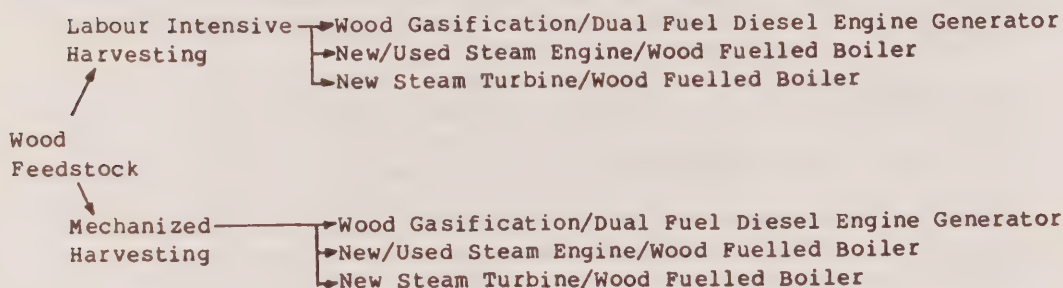 Labour Intensive Wood Gasification/Dual Fuel Diesel Engine Generator
Harvesting New/Used Steam Engine/Wood Fuelled Boiler
New Steam Turbine/Wood Fuelled Boiler
Wood
Feedstock
Mechanized Wood Gasification/Dual Fuel Diesel Engine Generator
Harvesting New/Used Steam Engine/Wood Fuelled Boiler
New Steam Turbine/Wood Fuelled Boiler